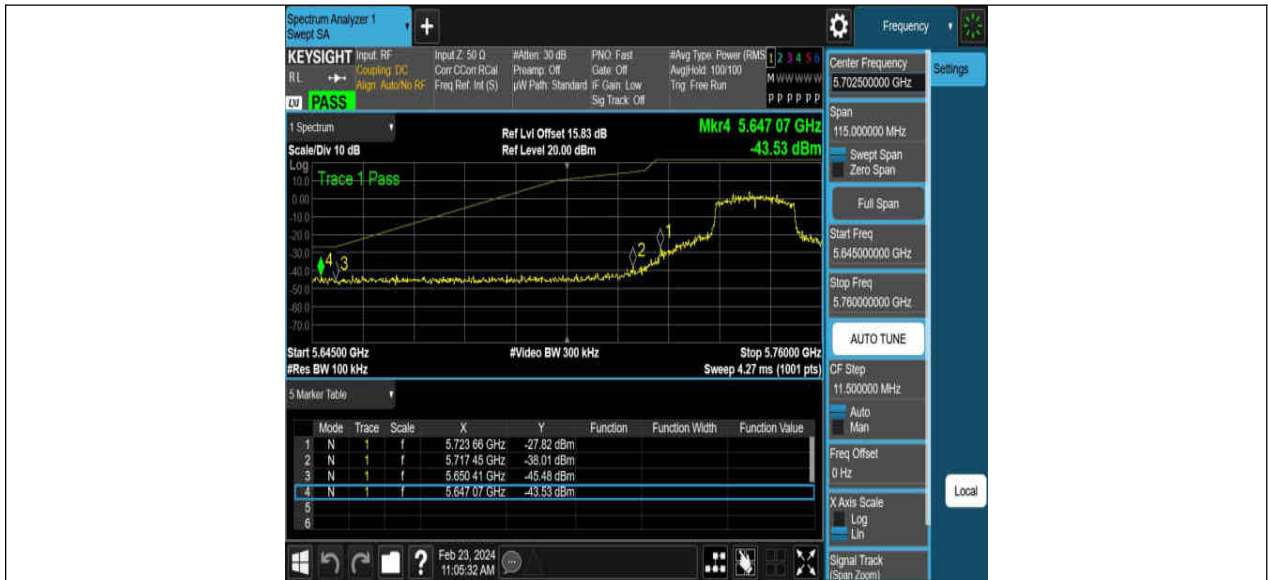 Spectrum Analyzer 1
Swept SA
+
Frequency
KEYSIGHT
RL
LXI PASS
Input: RF
Coupling: DC
Align: Auto/No RF
Input Z: 50 Ω
Corr CCorr RCal
Freq Ref: Int (S)
#Atten: 30 dB
Preamp: Off
µW Path: Standard
PNO: Fast
Gate: Off
IF Gain: Low
Sig Track: Off
#Avg Type: Power (RMS
Avg|Hold: 100/100
Trig: Free Run
1 2 3 4 5 6
M W W W W W
P P P P P P
1 Spectrum
Scale/Div 10 dB
Ref Lvl Offset 15.83 dB
Ref Level 20.00 dBm
Mkr4 5.647 07 GHz
-43.53 dBm
Log
Trace 1 Pass
10.0
0.00
-10.0
-20.0
-30.0
-40.0
-50.0
-60.0
-70.0
4
3
2
1
Start 5.64500 GHz
#Video BW 300 kHz
Stop 5.76000 GHz
#Res BW 100 kHz
Sweep 4.27 ms (1001 pts)
5 Marker Table
Mode Trace Scale X Y Function Function Width Function Value
1 N 1 f 5.723 66 GHz -27.82 dBm
2 N 1 f 5.717 45 GHz -38.01 dBm
3 N 1 f 5.650 41 GHz -45.48 dBm
4 N 1 f 5.647 07 GHz -43.53 dBm
5
6
?
Feb 23, 2024
11:05:32 AM
Center Frequency
5.702500000 GHz
Settings
Span
115.000000 MHz
Swept Span
Zero Span
Full Span
Start Freq
5.645000000 GHz
Stop Freq
5.760000000 GHz
AUTO TUNE
CF Step
11.500000 MHz
Auto
Man
Freq Offset
0 Hz
X Axis Scale
Log
Lin
Signal Track
(Span Zoom)
Local